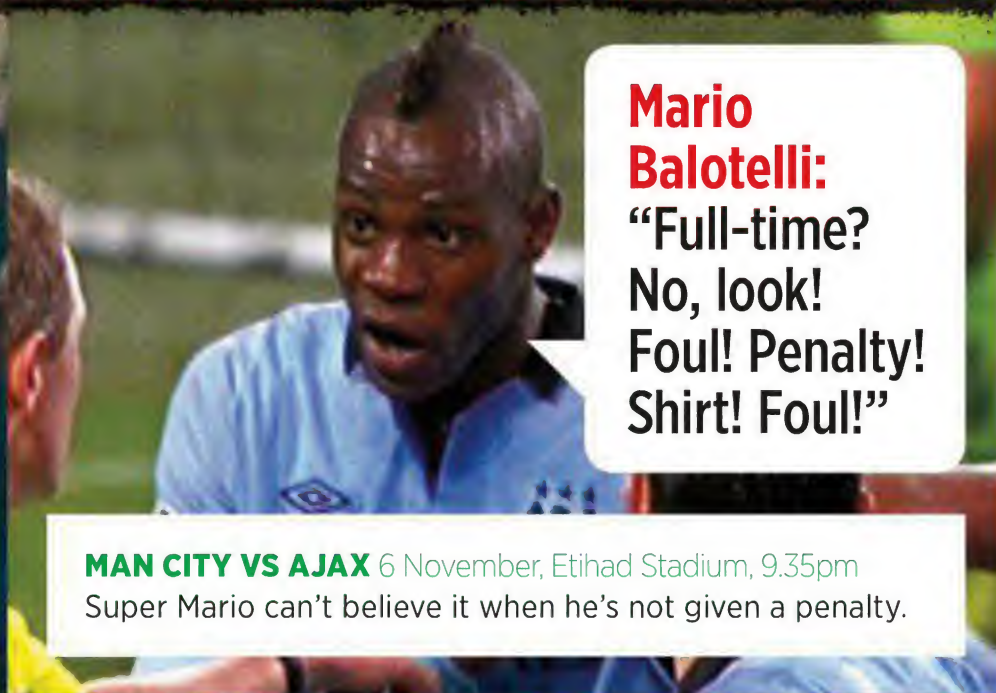 Mario
Balotelli:
“Full-time?
No, look!
Foul! Penalty!
Shirt! Foul!”
MAN CITY VS AJAX 6 November, Etihad Stadium, 9.35pm
Super Mario can’t believe it when he’s not given a penalty.